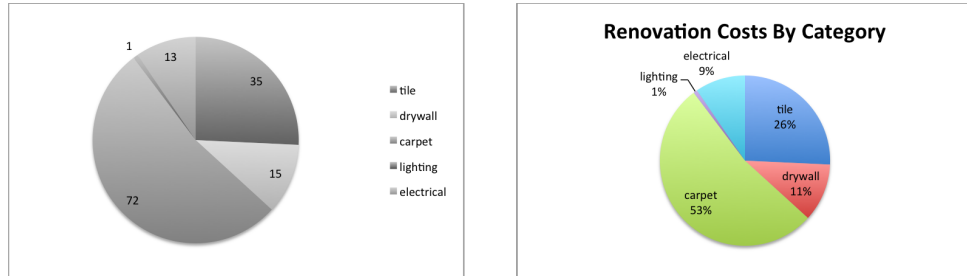 1
13
35
15
72
tile
drywall
carpet
lighting
electrical
Renovation Costs By Category
electrical
9%
lighting
1%
tile
26%
drywall
11%
carpet
53%